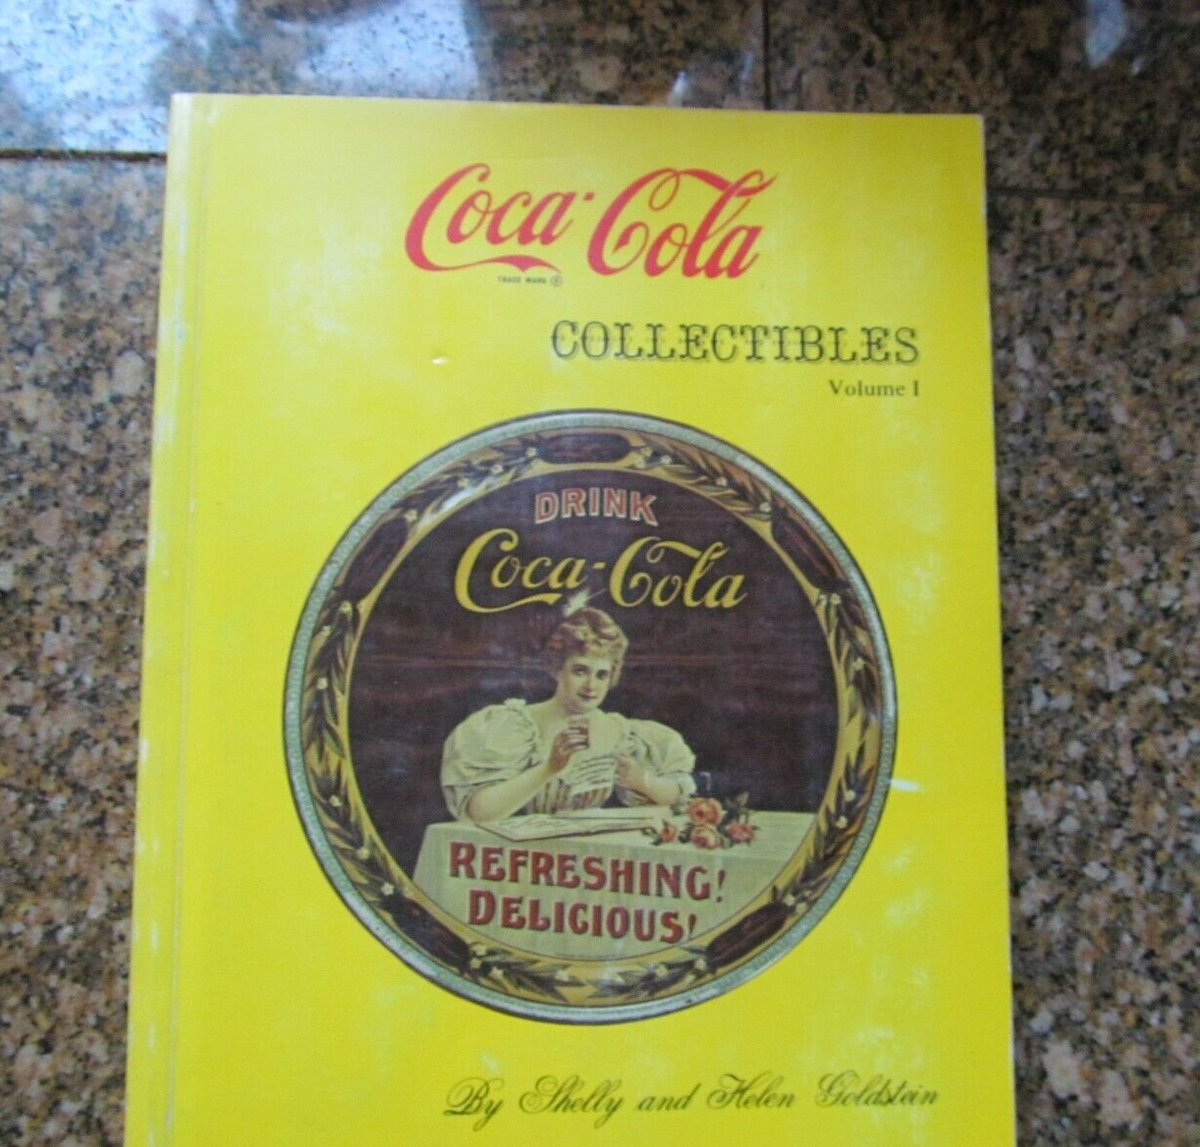 Coca-Cola
TRADE MARK ®
COLLECTIBLES
Volume I
DRINK
Coca-Cola
REFRESHING!
DELICIOUS!
By Shelly and Helen Goldstein